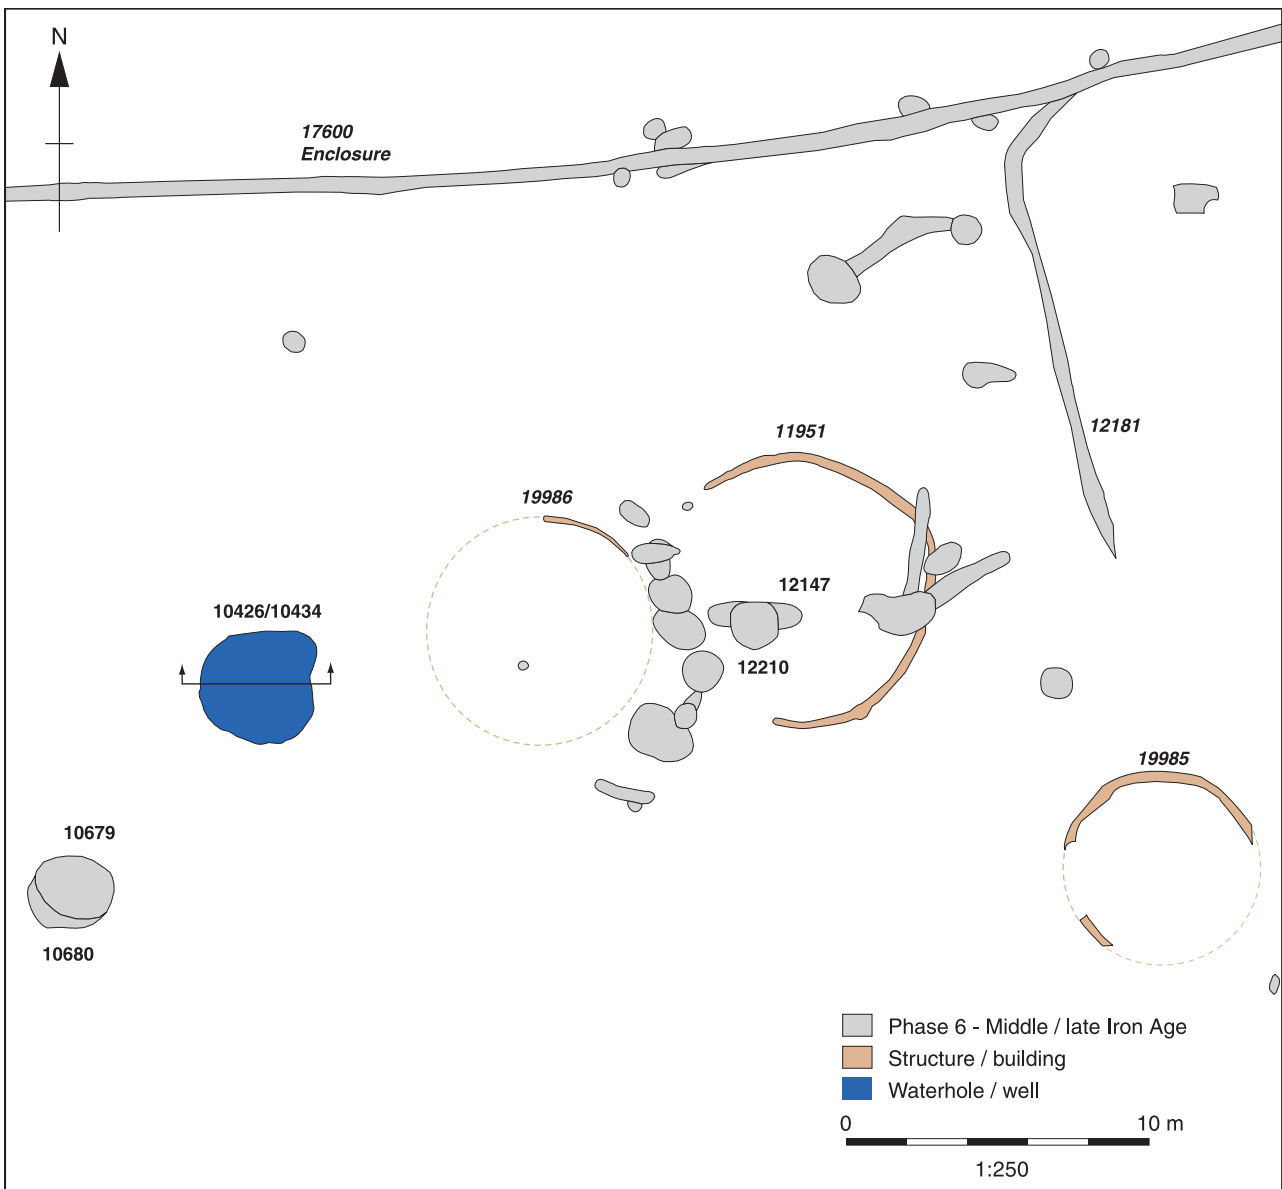 N
17600
Enclosure
12181
11951
19986
12147
10426/10434
12210
19985
10679
10680
Phase 6 - Middle / late Iron Age
Structure / building
Waterhole / well
0 10 m
1:250